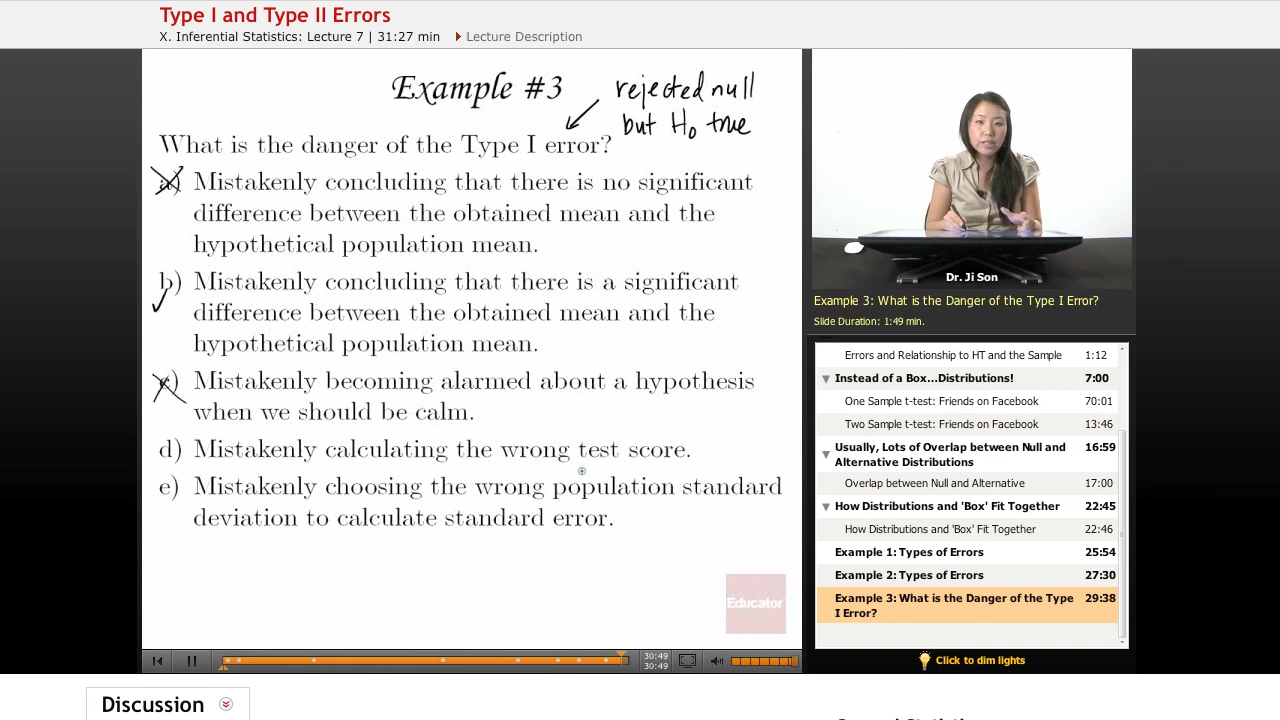 Type I and Type II Errors
X. Inferential Statistics: Lecture 7 | 31:27 min
Lecture Description
Example #3
rejected null
but H₀ true
What is the danger of the Type I error?
a) Mistakenly concluding that there is no significant
difference between the obtained mean and the
hypothetical population mean.
b) Mistakenly concluding that there is a significant
difference between the obtained mean and the
hypothetical population mean.
c) Mistakenly becoming alarmed about a hypothesis
when we should be calm.
d) Mistakenly calculating the wrong test score.
e) Mistakenly choosing the wrong population standard
deviation to calculate standard error.
Educator
30:49
30:49
Dr. Ji Son
Example 3: What is the Danger of the Type I Error?
Slide Duration: 1:49 min.
Errors and Relationship to HT and the Sample 1:12
Instead of a Box...Distributions! 7:00
One Sample t-test: Friends on Facebook 70:01
Two Sample t-test: Friends on Facebook 13:46
Usually, Lots of Overlap between Null and 16:59
Alternative Distributions
Overlap between Null and Alternative 17:00
How Distributions and 'Box' Fit Together 22:45
How Distributions and 'Box' Fit Together 22:46
Example 1: Types of Errors 25:54
Example 2: Types of Errors 27:30
Example 3: What is the Danger of the Type 29:38
I Error?
Click to dim lights
Discussion